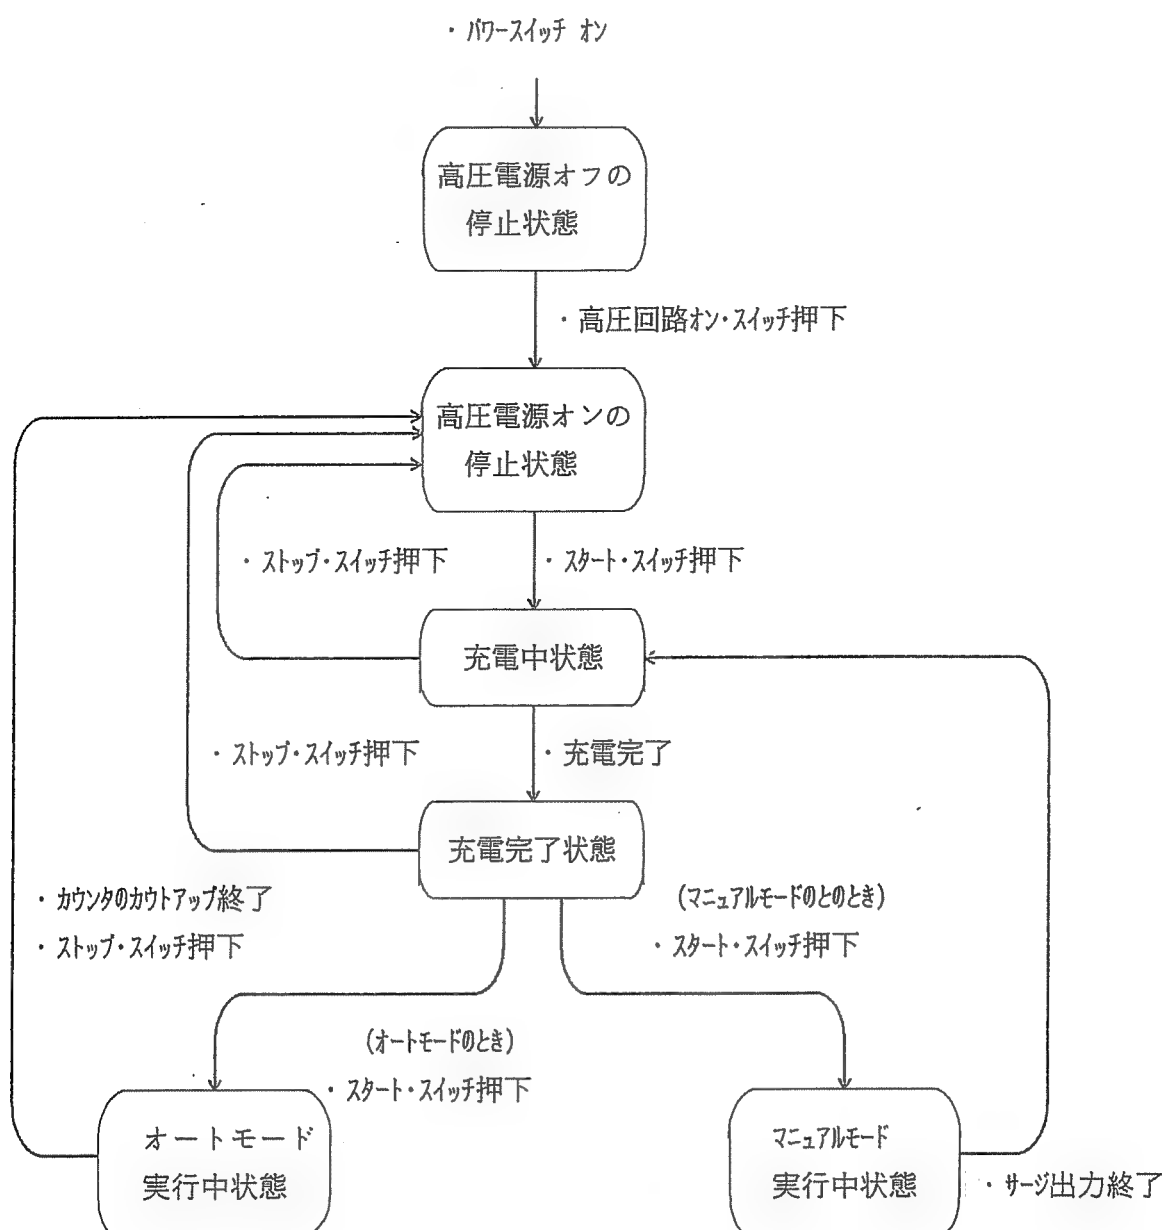 ・ パワースイッチ オン
高圧電源オフの
停止状態
・ 高圧回路オン・スイッチ押下
高圧電源オンの
停止状態
・ ストップ・スイッチ押下
・ スタート・スイッチ押下
充電中状態
・ ストップ・スイッチ押下
・ 充電完了
充電完了状態
・ カウンタのカウトアップ終了
・ ストップ・スイッチ押下
(マニュアルモードのとのとき)
・ スタート・スイッチ押下
(オートモードのとき)
・ スタート・スイッチ押下
オートモード
実行中状態
マニュアルモード
実行中状態
・ サージ出力終了